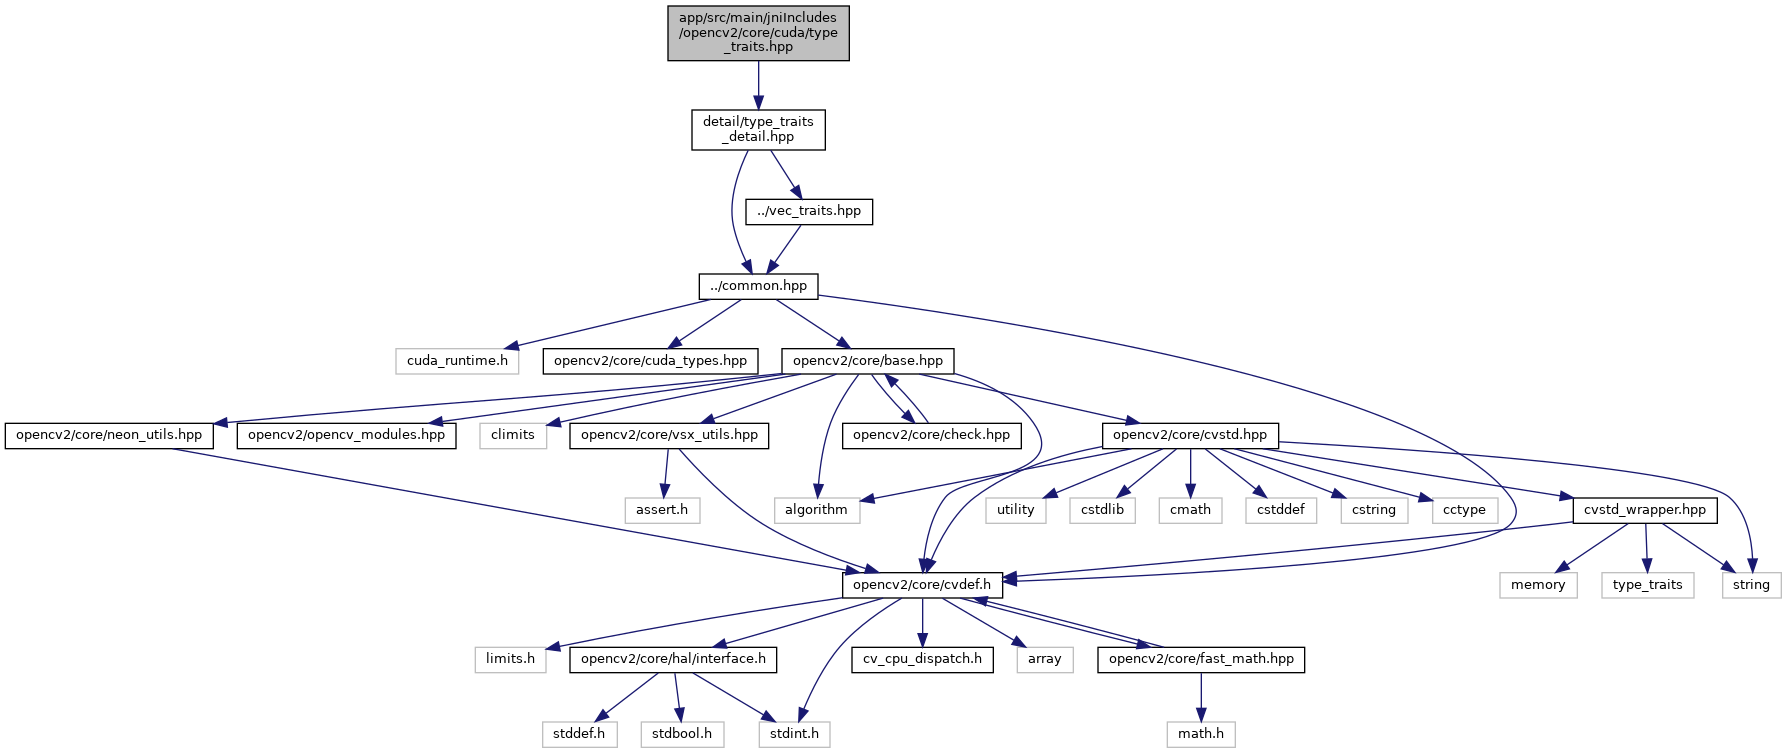 app/src/main/jniIncludes
/opencv2/core/cuda/type
_traits.hpp
detail/type_traits
_detail.hpp
../vec_traits.hpp
../common.hpp
cuda_runtime.h
opencv2/core/cuda_types.hpp
opencv2/core/base.hpp
opencv2/core/neon_utils.hpp
opencv2/opencv_modules.hpp
climits
opencv2/core/vsx_utils.hpp
opencv2/core/check.hpp
opencv2/core/cvstd.hpp
assert.h
algorithm
utility
cstdlib
cmath
cstddef
cstring
cctype
cvstd_wrapper.hpp
opencv2/core/cvdef.h
memory
type_traits
string
limits.h
opencv2/core/hal/interface.h
cv_cpu_dispatch.h
array
opencv2/core/fast_math.hpp
stddef.h
stdbool.h
stdint.h
math.h